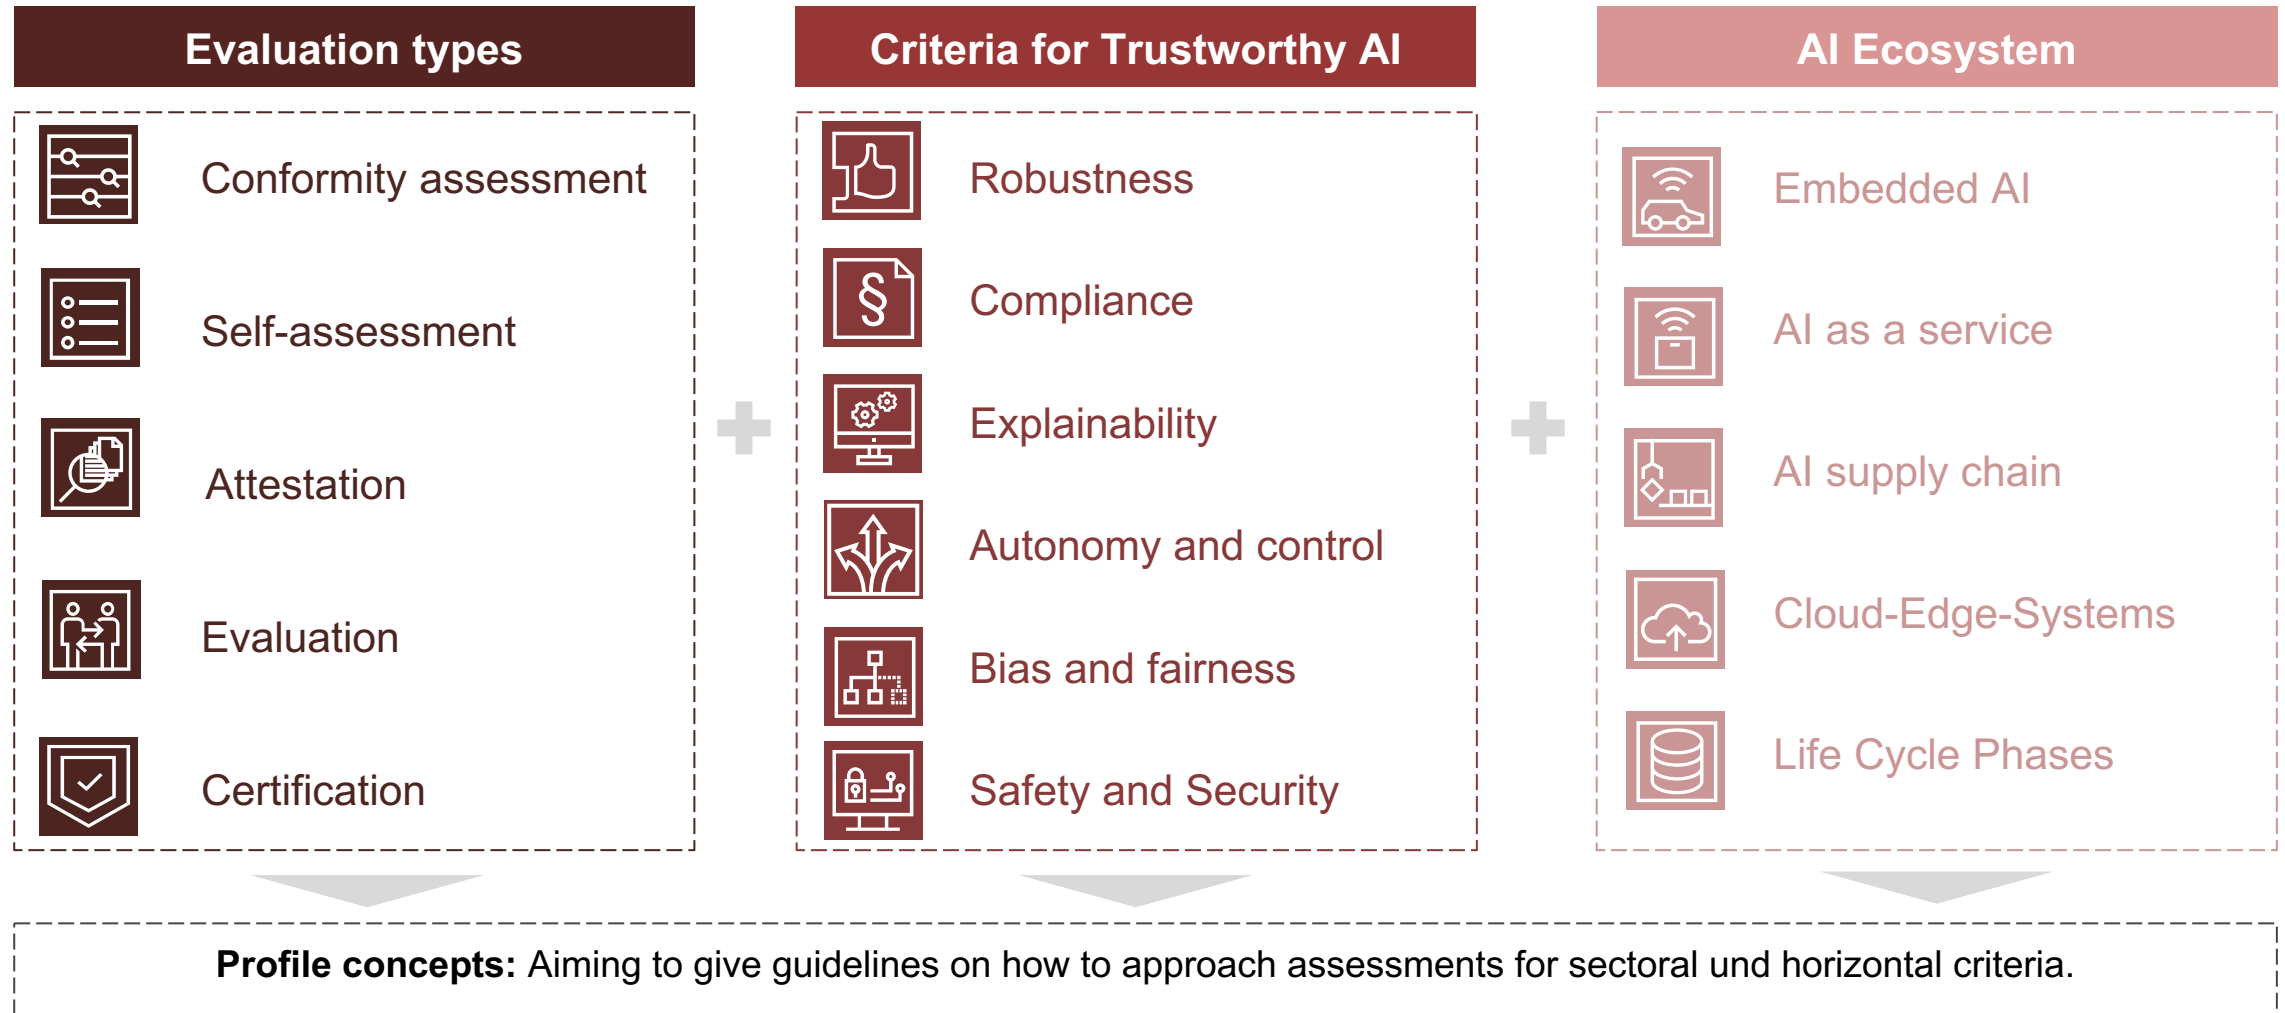 Evaluation types
Conformity assessment
Self-assessment
Attestation
Evaluation
Certification
Criteria for Trustworthy AI
Robustness
§
Compliance
Explainability
Autonomy and control
Bias and fairness
Safety and Security
AI Ecosystem
Embedded AI
AI as a service
AI supply chain
Cloud-Edge-Systems
Life Cycle Phases
Profile concepts: Aiming to give guidelines on how to approach assessments for sectoral und horizontal criteria.